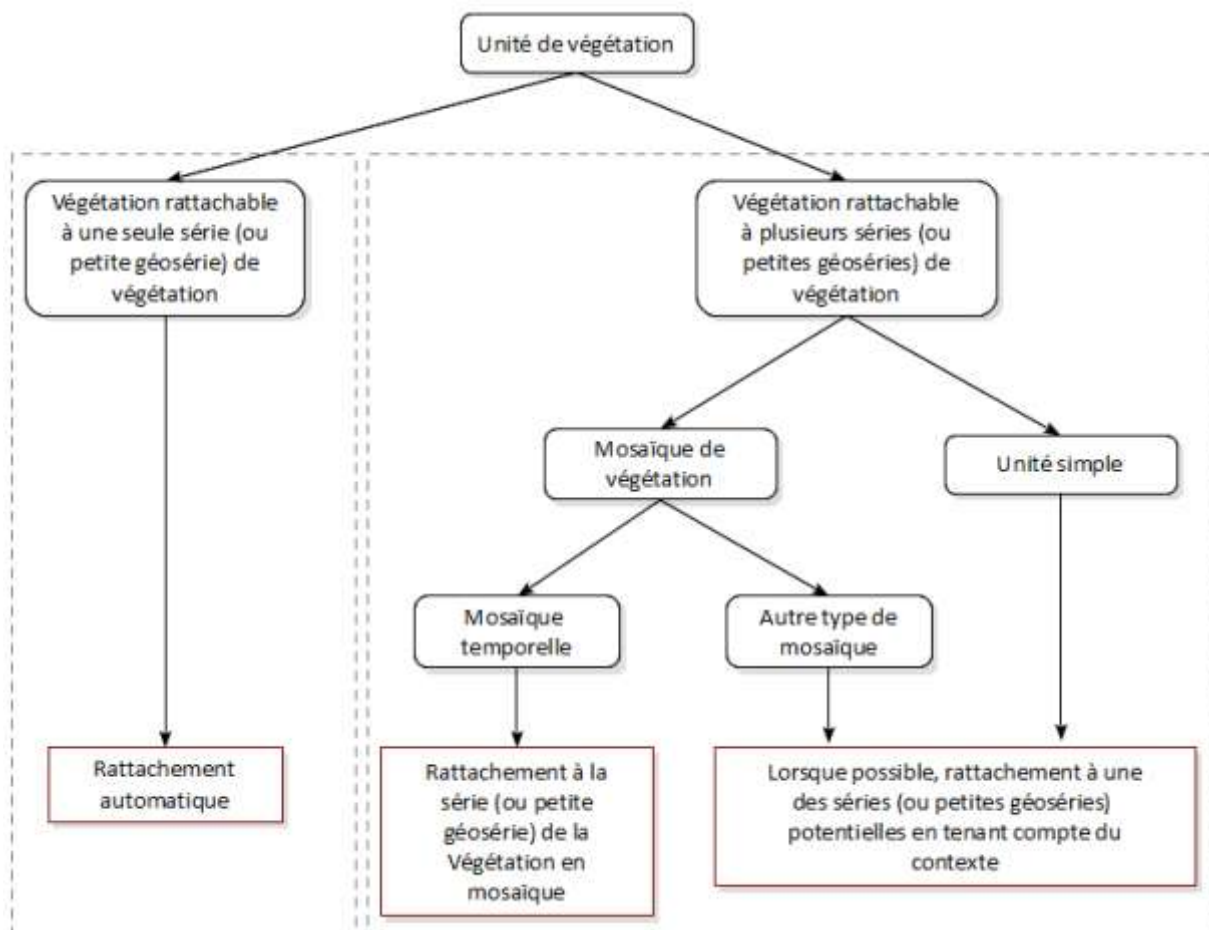 Unité de végétation
Végétation rattachable
à une seule série (ou
petite géosérie) de
végétation
Végétation rattachable
à plusieurs séries (ou
petites géoséries) de
végétation
Mosaïque de
végétation
Unité simple
Mosaïque
temporelle
Autre type de
mosaïque
Rattachement
automatique
Rattachement à la
série (ou petite
géosérie) de la
Végétation en
mosaïque
Lorsque possible, rattachement à une
des séries (ou petites géoséries)
potentielles en tenant compte du
contexte